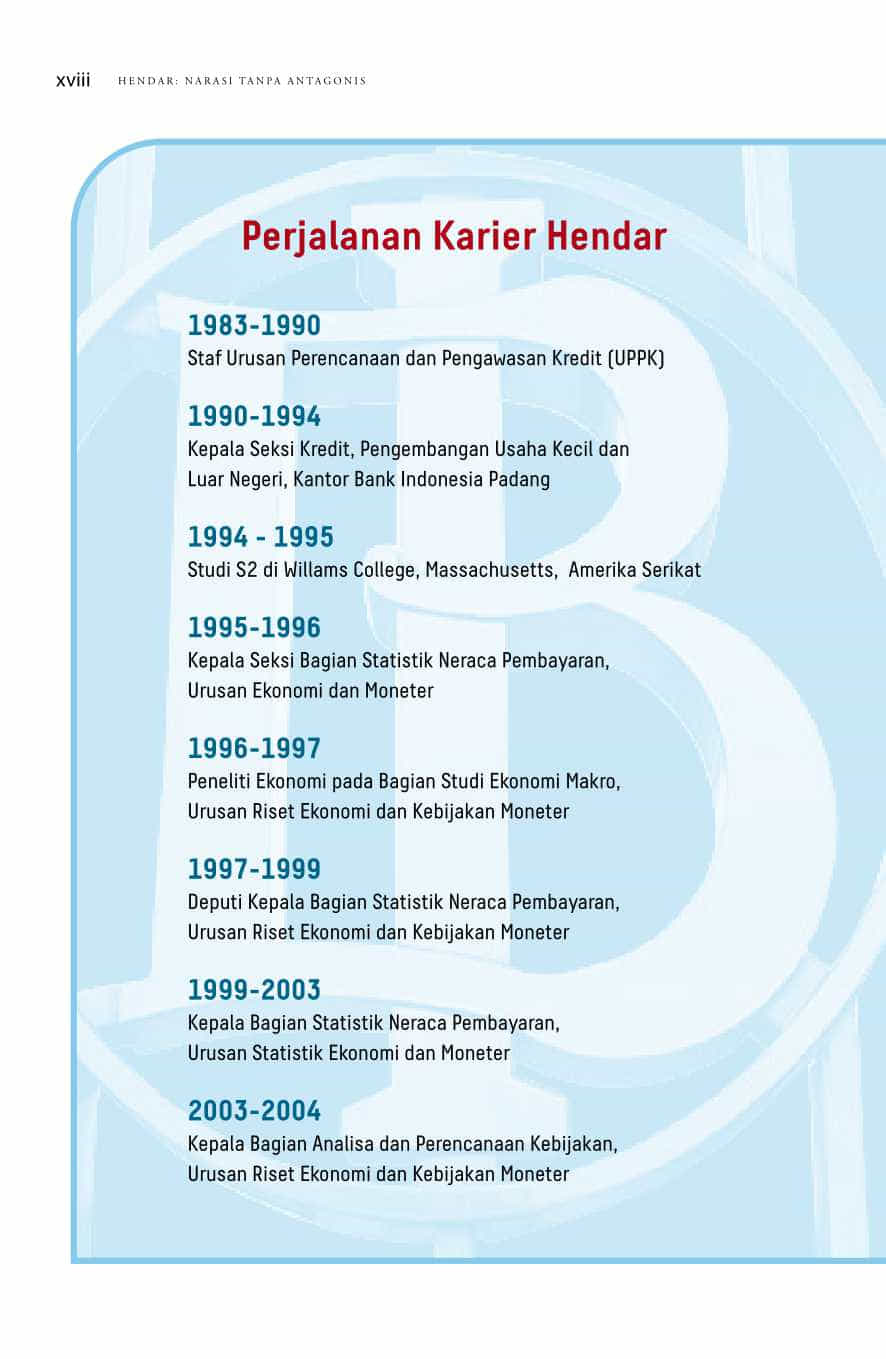 xviii HENDAR: NARASI TANPA ANTAGONIS
Perjalanan Karier Hendar
1983-1990
Staf Urusan Perencanaan dan Pengawasan Kredit (UPPK)
1990-1994
Kepala Seksi Kredit, Pengembangan Usaha Kecil dan
Luar Negeri, Kantor Bank Indonesia Padang
1994 - 1995
Studi S2 di Willams College, Massachusetts, Amerika Serikat
1995-1996
Kepala Seksi Bagian Statistik Neraca Pembayaran,
Urusan Ekonomi dan Moneter
1996-1997
Peneliti Ekonomi pada Bagian Studi Ekonomi Makro,
Urusan Riset Ekonomi dan Kebijakan Moneter
1997-1999
Deputi Kepala Bagian Statistik Neraca Pembayaran,
Urusan Riset Ekonomi dan Kebijakan Moneter
1999-2003
Kepala Bagian Statistik Neraca Pembayaran,
Urusan Statistik Ekonomi dan Moneter
2003-2004
Kepala Bagian Analisa dan Perencanaan Kebijakan,
Urusan Riset Ekonomi dan Kebijakan Moneter